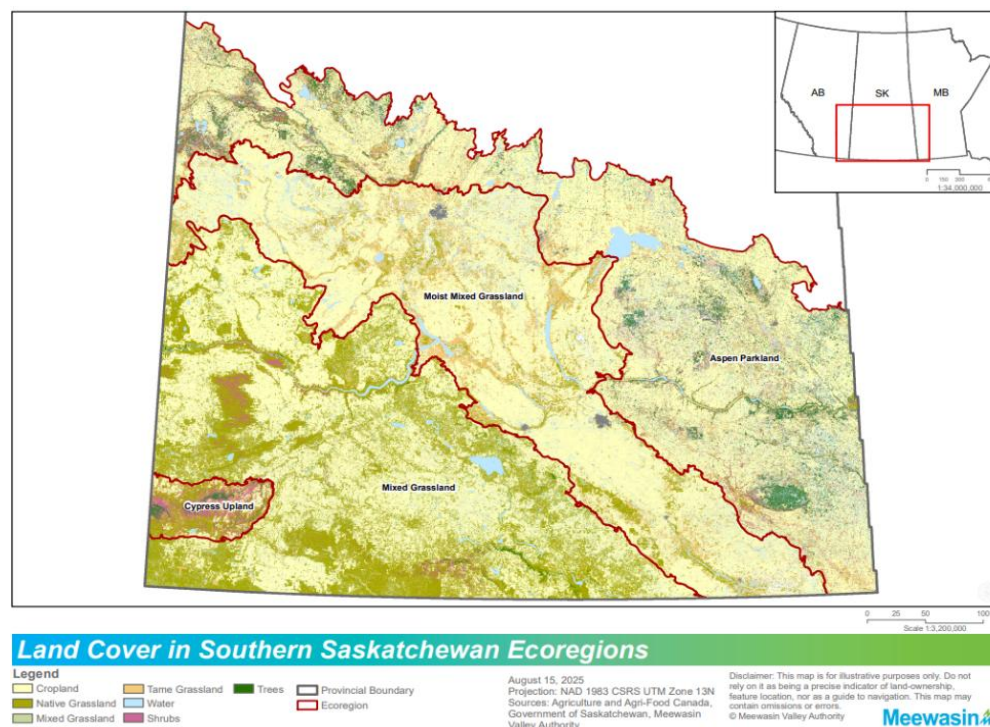 AB
SK
MB
0 150 300
1:34,000,000
Moist Mixed Grassland
Aspen Parkland
Mixed Grassland
Cypress Upland
0 25 50 100
Scale 1:3,200,000
Land Cover in Southern Saskatchewan Ecoregions
Legend
Cropland
Native Grassland
Mixed Grassland
Tame Grassland
Water
Shrubs
Trees
Provincial Boundary
Ecoregion
August 15, 2025
Projection: NAD 1983 CSRS UTM Zone 13N
Sources: Agriculture and Agri-Food Canada,
Government of Saskatchewan, Meewasin
Valley Authority
Disclaimer: This map is for illustrative purposes only. Do not
rely on it as being a precise indicator of land-ownership,
feature location, nor as a guide to navigation. This map may
contain omissions or errors.
© Meewasin Valley Authority
Meewasin